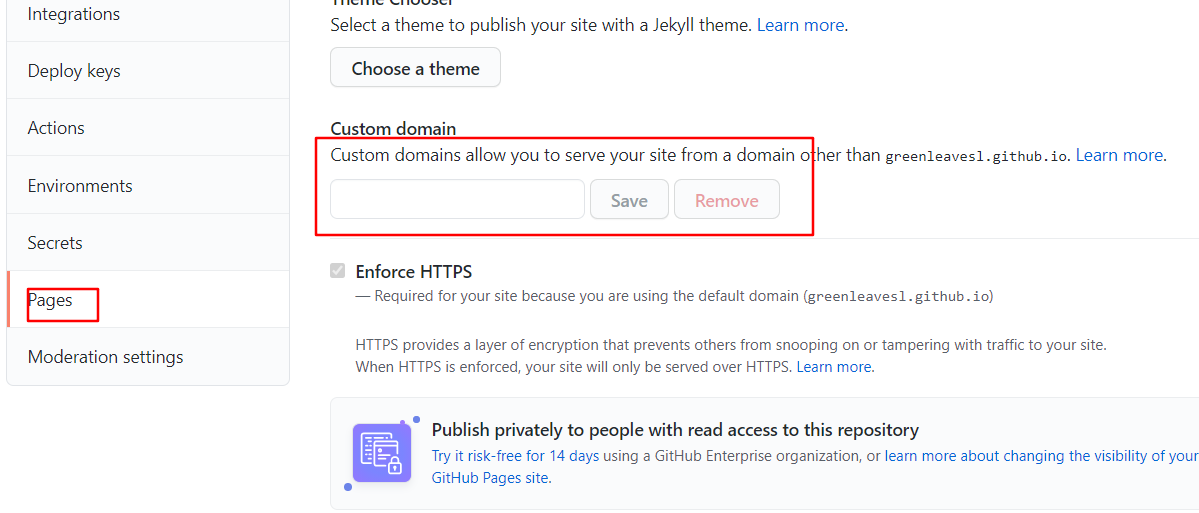 Integrations
Deploy keys
Actions
Environments
Secrets
Pages
Moderation settings
Theme Chooser
Select a theme to publish your site with a Jekyll theme. Learn more.
Choose a theme
Custom domain
Custom domains allow you to serve your site from a domain other than greenleavesl.github.io. Learn more.
Save Remove
Enforce HTTPS
— Required for your site because you are using the default domain (greenleavesl.github.io)
HTTPS provides a layer of encryption that prevents others from snooping on or tampering with traffic to your site.
When HTTPS is enforced, your site will only be served over HTTPS. Learn more.
Publish privately to people with read access to this repository
Try it risk-free for 14 days using a GitHub Enterprise organization, or learn more about changing the visibility of your
GitHub Pages site.